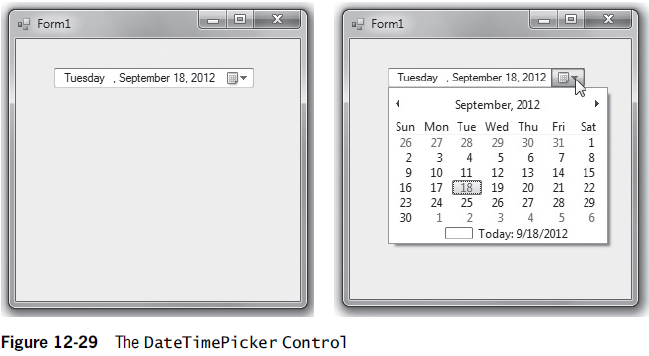 Form1
Tuesday , September 18, 2012
Form1
Tuesday , September 18, 2012
September, 2012
Sun Mon Tue Wed Thu Fri Sat
26 27 28 29 30 31 1
2 3 4 5 6 7 8
9 10 11 12 13 14 15
16 17 18 19 20 21 22
23 24 25 26 27 28 29
30 1 2 3 4 5 6
Today: 9/18/2012
Figure 12-29 The DateTimePicker Control